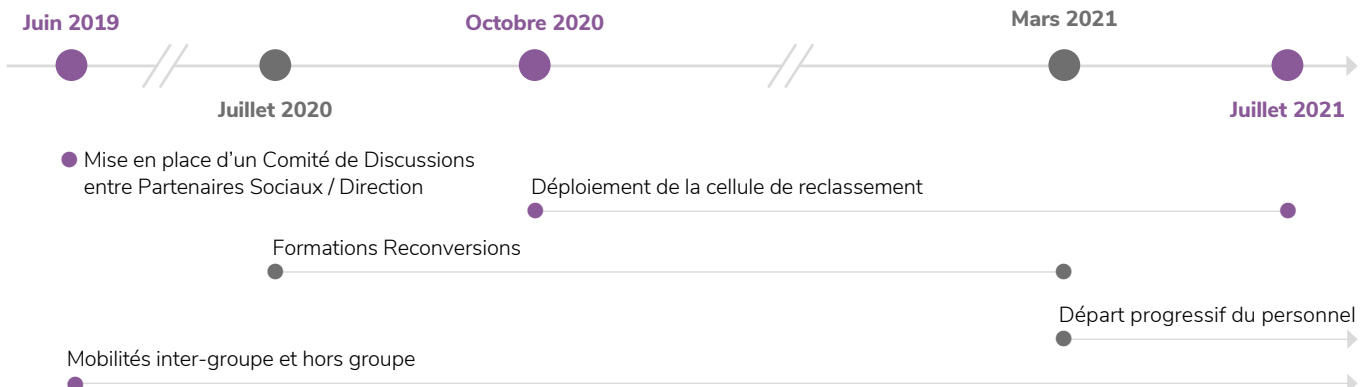 Juin 2019
Octobre 2020
Mars 2021
Juillet 2020
Juillet 2021
Mise en place d'un Comité de Discussions
entre Partenaires Sociaux / Direction
Déploiement de la cellule de reclassement
Formations Reconversions
Départ progressif du personnel
Mobilités inter-groupe et hors groupe